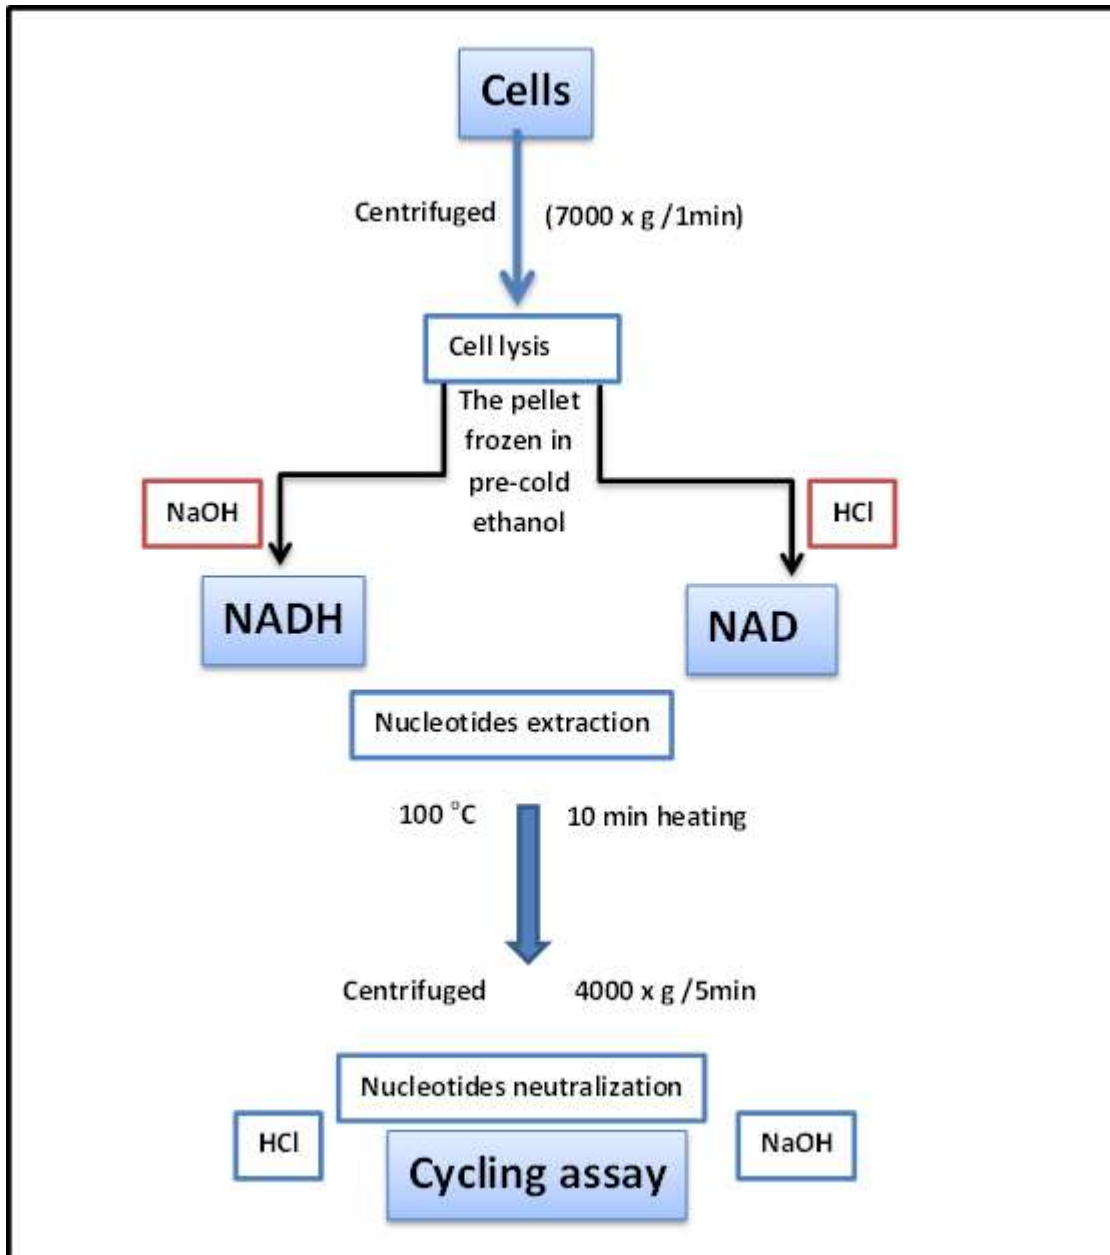 Cells
Centrifuged (7000 x g /1min)
Cell lysis
The pellet
frozen in
pre-cold
ethanol
NaOH
HCl
NADH
NAD
Nucleotides extraction
100 °C 10 min heating
Centrifuged 4000 x g /5min
Nucleotides neutralization
HCl
NaOH
Cycling assay